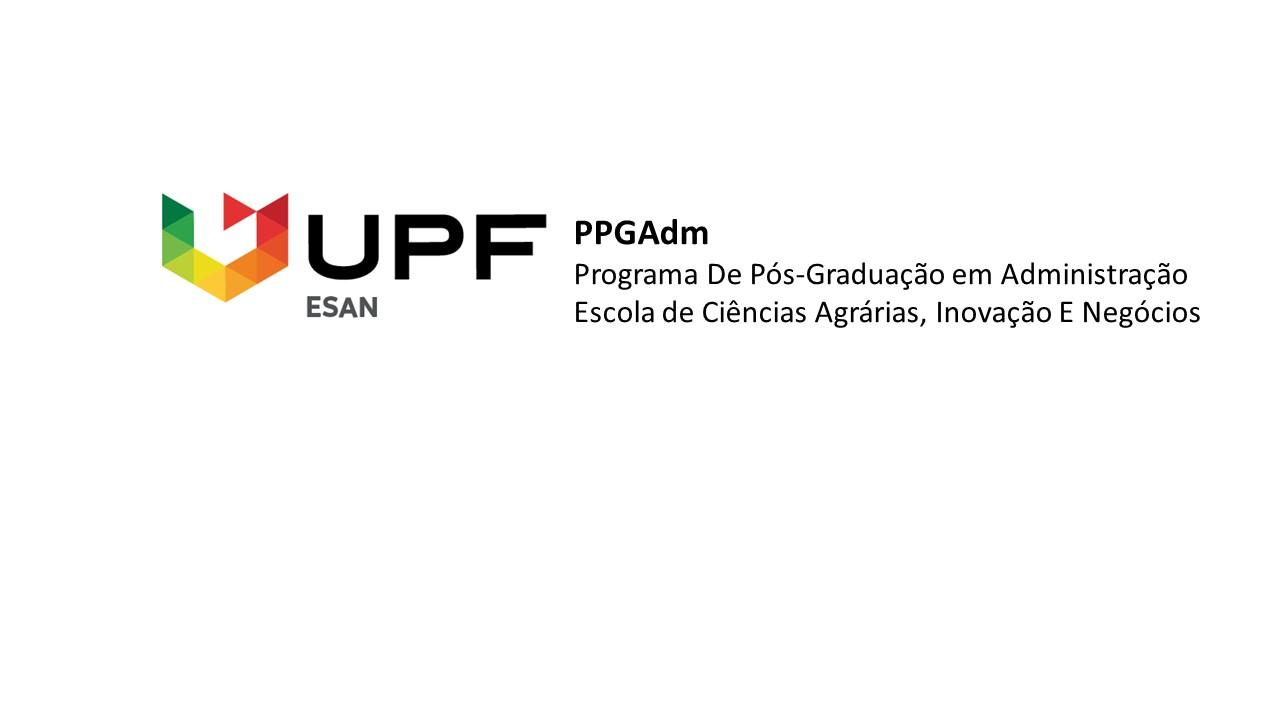 UPF
ESAN
PPGAdm
Programa De Pós-Graduação em Administração
Escola de Ciências Agrárias, Inovação E Negócios